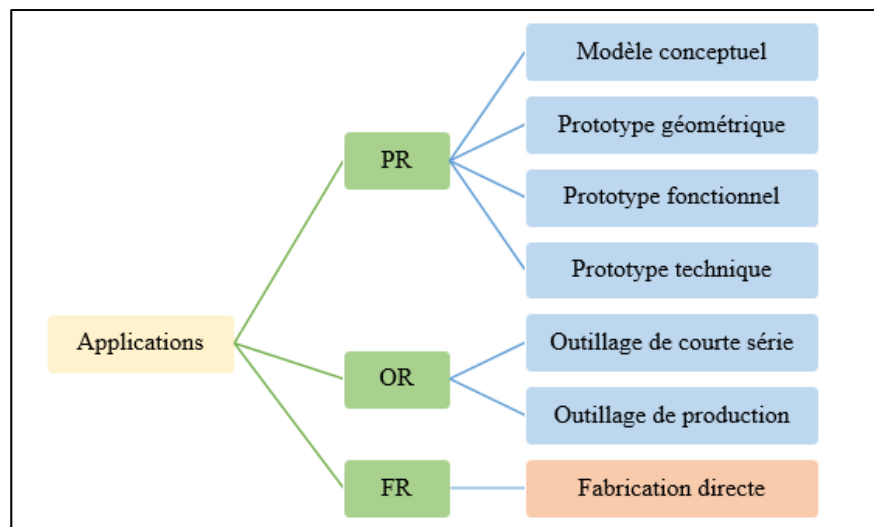 Modèle conceptuel
Prototype géométrique
PR
Prototype fonctionnel
Prototype technique
Applications
Outillage de courte série
OR
Outillage de production
FR
Fabrication directe